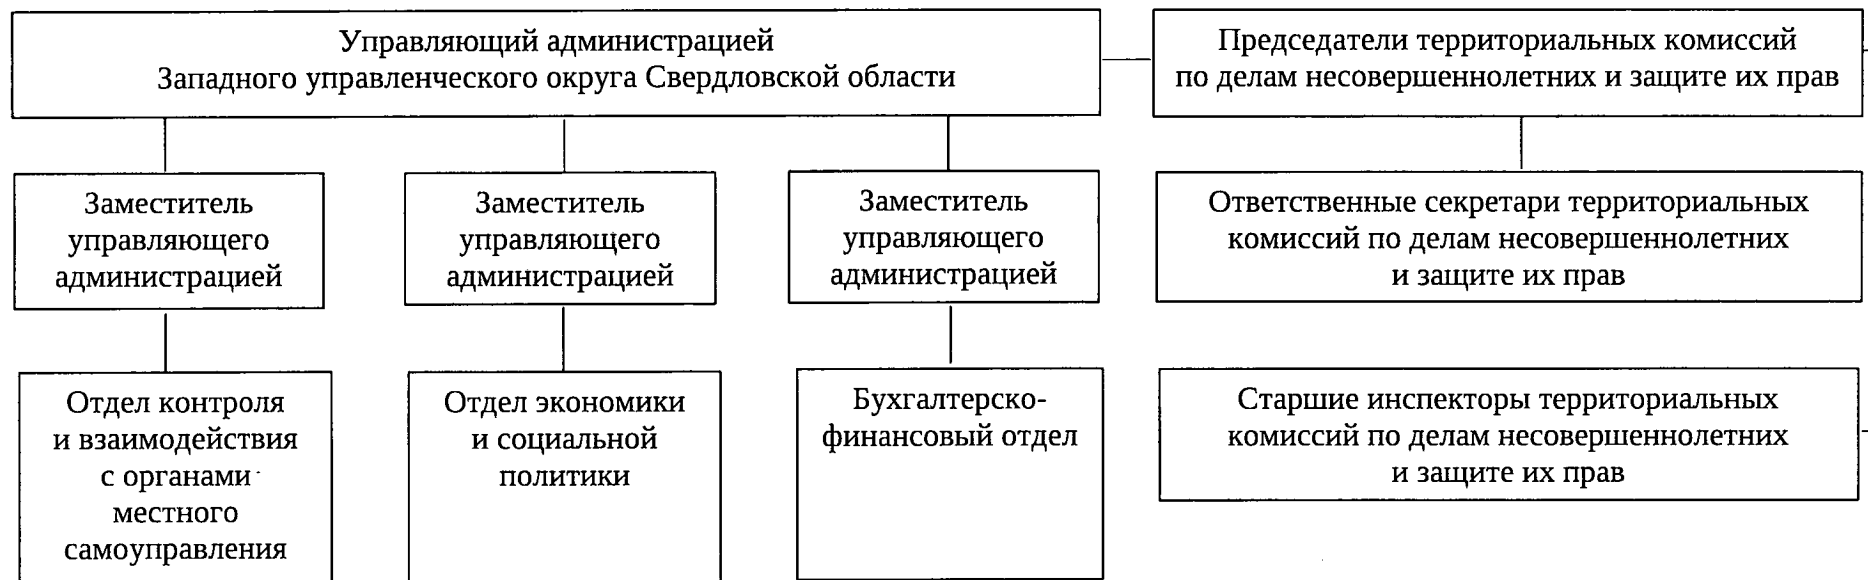 Управляющий администрацией
Западного управленческого округа Свердловской области
Председатели территориальных комиссий
по делам несовершеннолетних и защите их прав
Заместитель
управляющего
администрацией
Заместитель
управляющего
администрацией
Заместитель
управляющего
администрацией
Ответственные секретари территориальных
комиссий по делам несовершеннолетних
и защите их прав
Отдел контроля
и взаимодействия
с органами
местного
самоуправления
Отдел экономики
и социальной
политики
Бухгалтерско-
финансовый отдел
Старшие инспекторы территориальных
комиссий по делам несовершеннолетних
и защите их прав